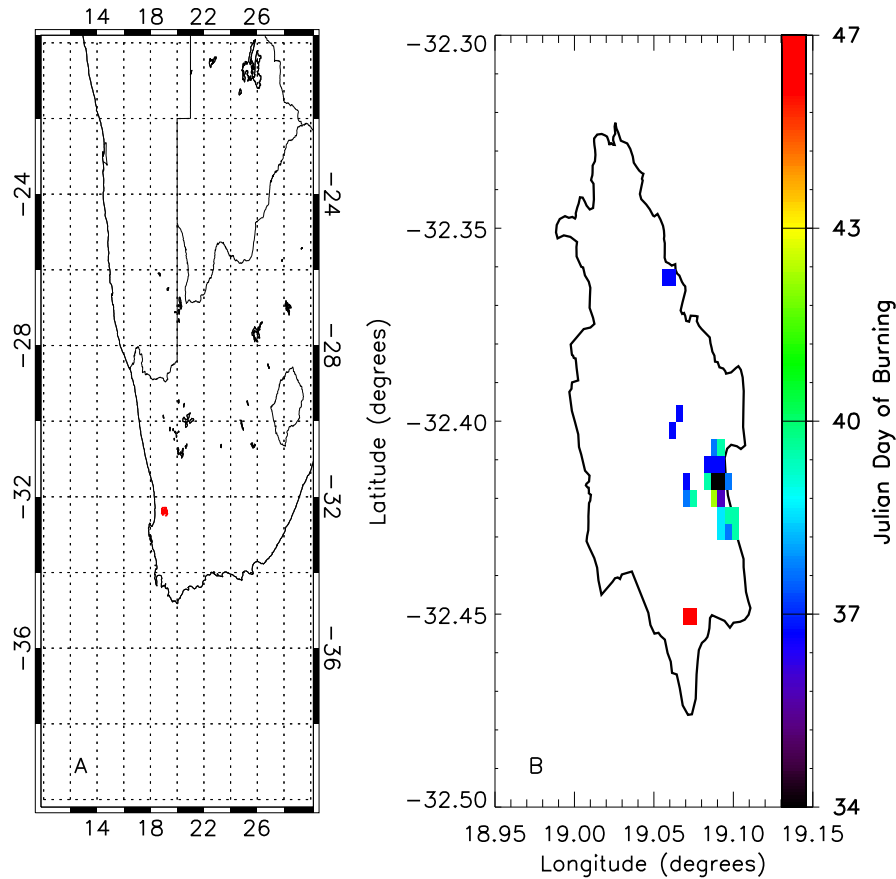 14 18 22 26
−24
−28
−32
−36
−24
−28
−32
−36
A
14 18 22 26
Latitude (degrees)
−32.30
−32.35
−32.40
−32.45
−32.50
B
18.95 19.00 19.05 19.10 19.15
Longitude (degrees)
47
43
40
37
34
Julian Day of Burning